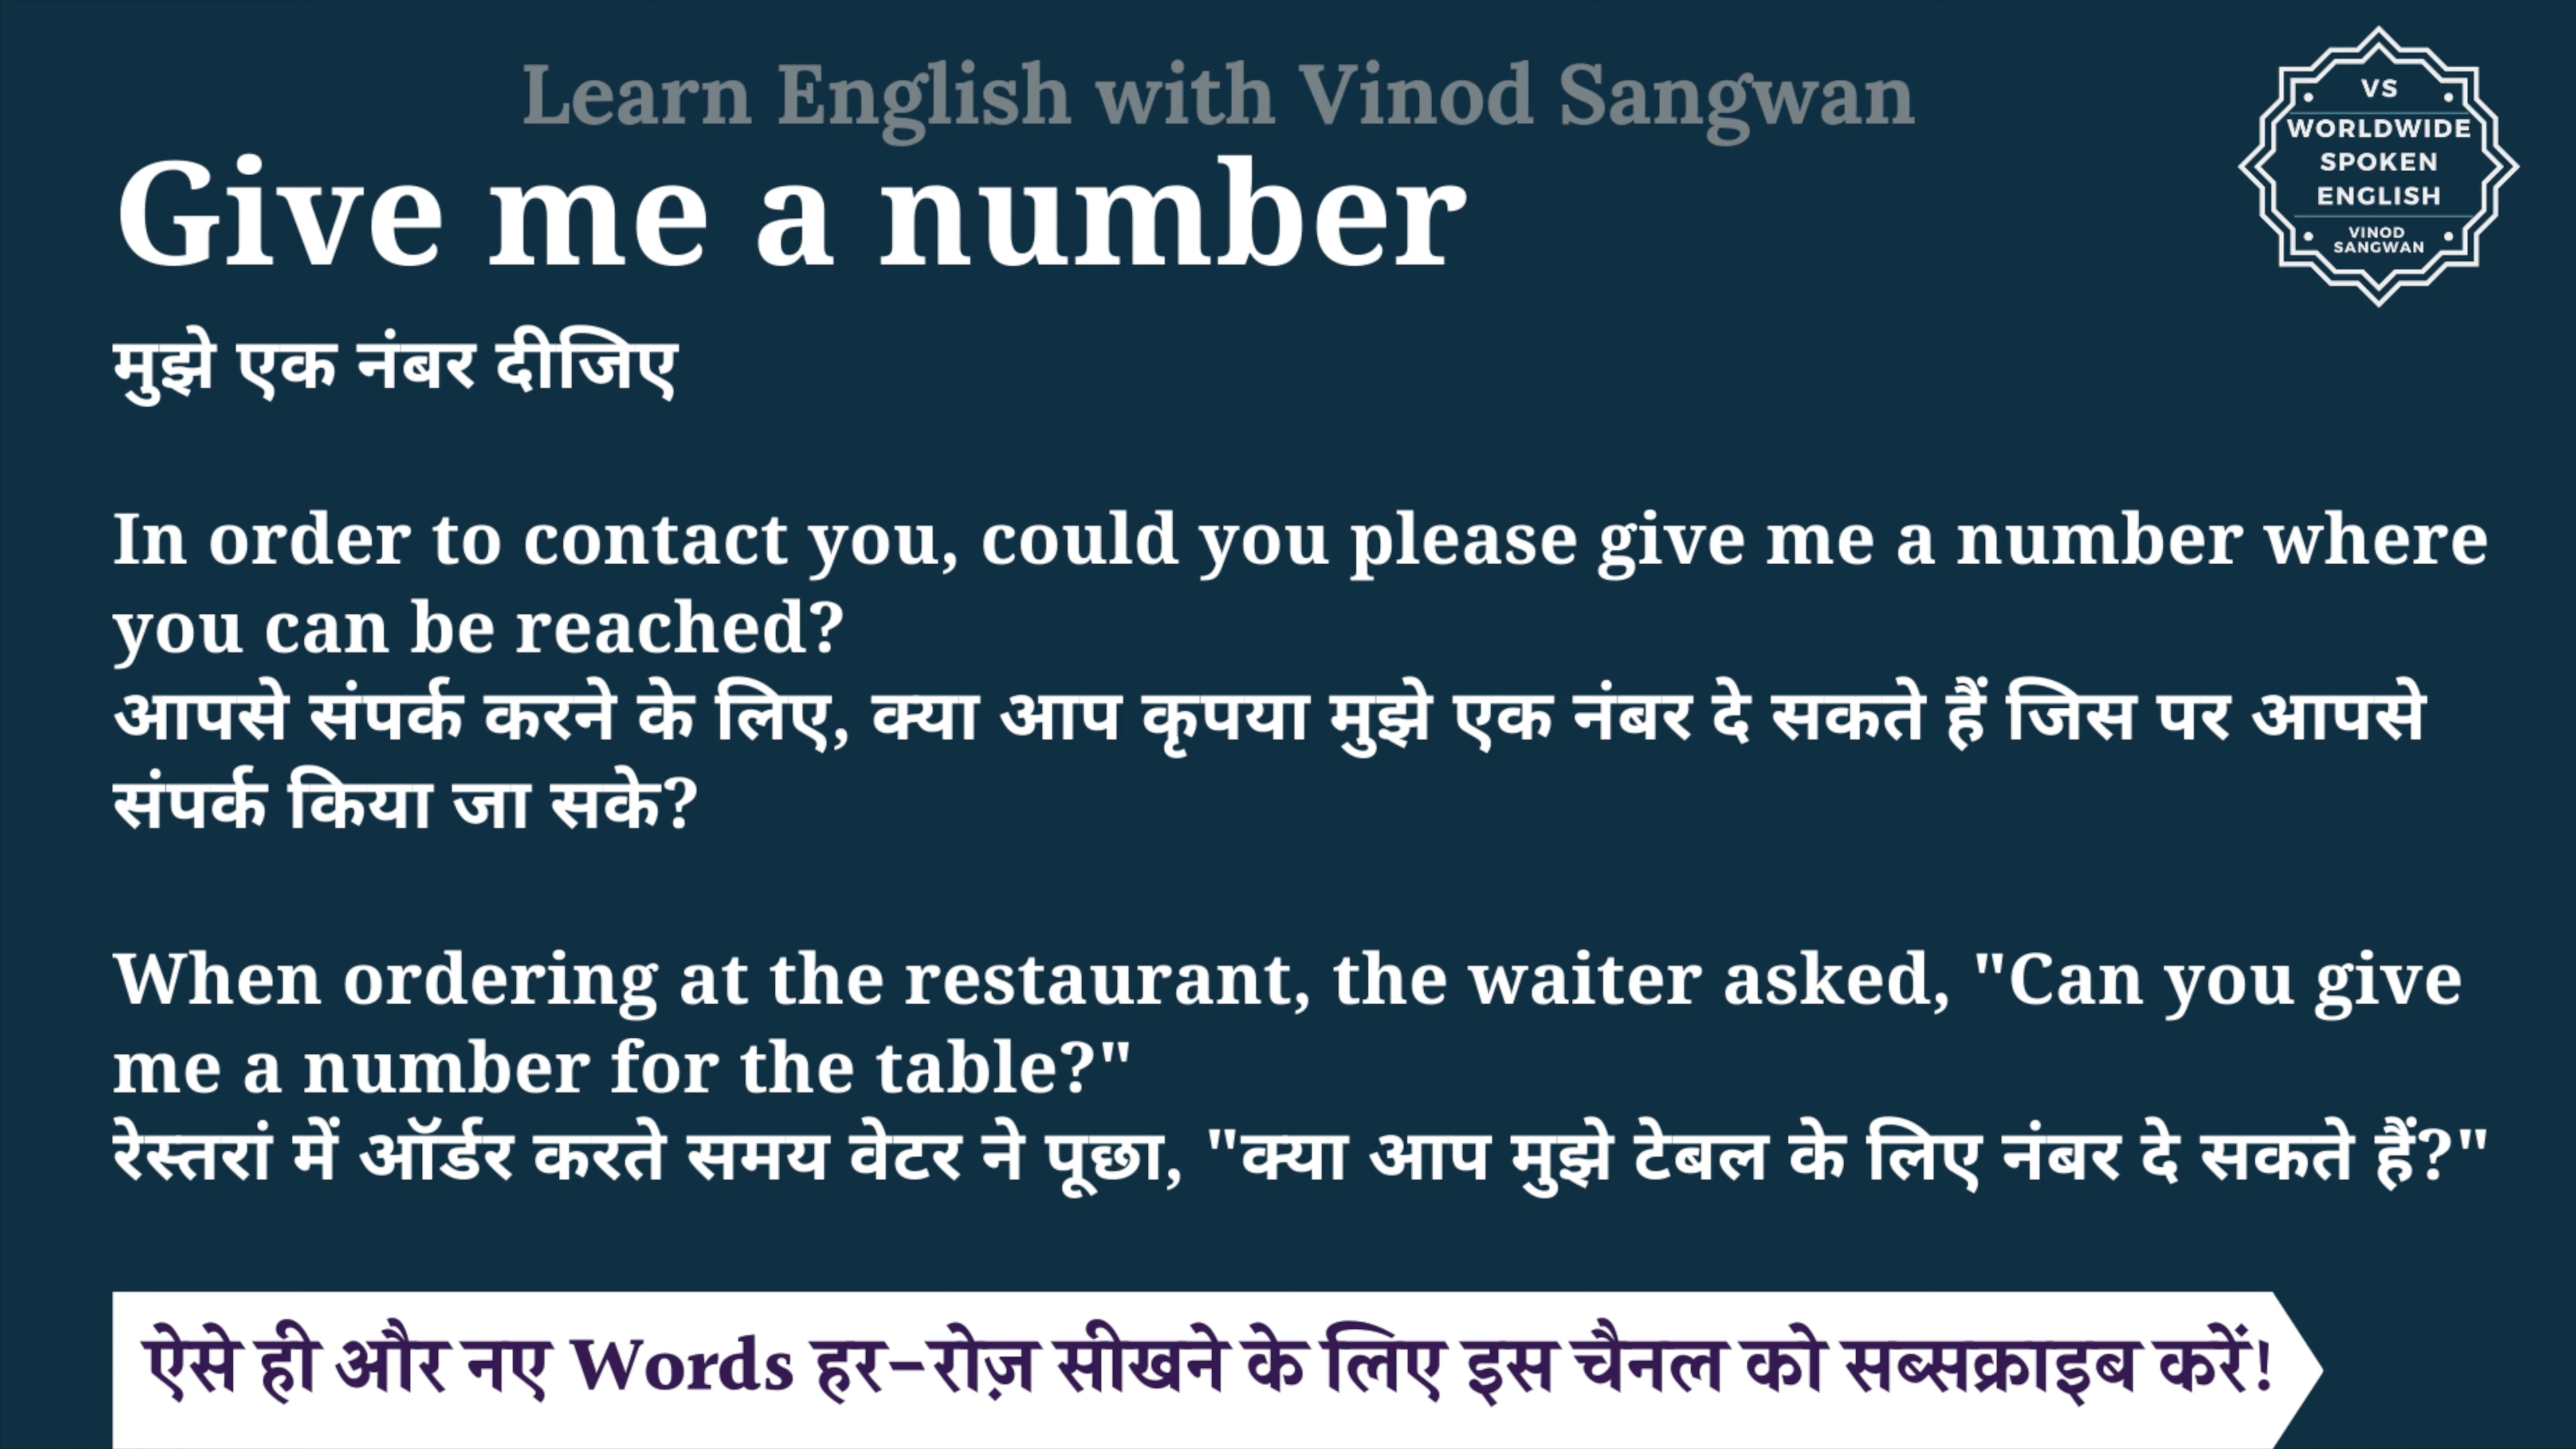 Learn English with Vinod Sangwan
VS
WORLDWIDE
SPOKEN
ENGLISH
VINOD
SANGWAN
Give me a number
मुझे एक नंबर दीजिए
In order to contact you, could you please give me a number where
you can be reached?
आपसे संपर्क करने के लिए, क्या आप कृपया मुझे एक नंबर दे सकते हैं जिस पर आपसे
संपर्क किया जा सके?
When ordering at the restaurant, the waiter asked, "Can you give
me a number for the table?"
रेस्तरां में ऑर्डर करते समय वेटर ने पूछा, "क्या आप मुझे टेबल के लिए नंबर दे सकते हैं?"
ऐसे ही और नए Words हर-रोज़ सीखने के लिए इस चैनल को सब्सक्राइब करें!